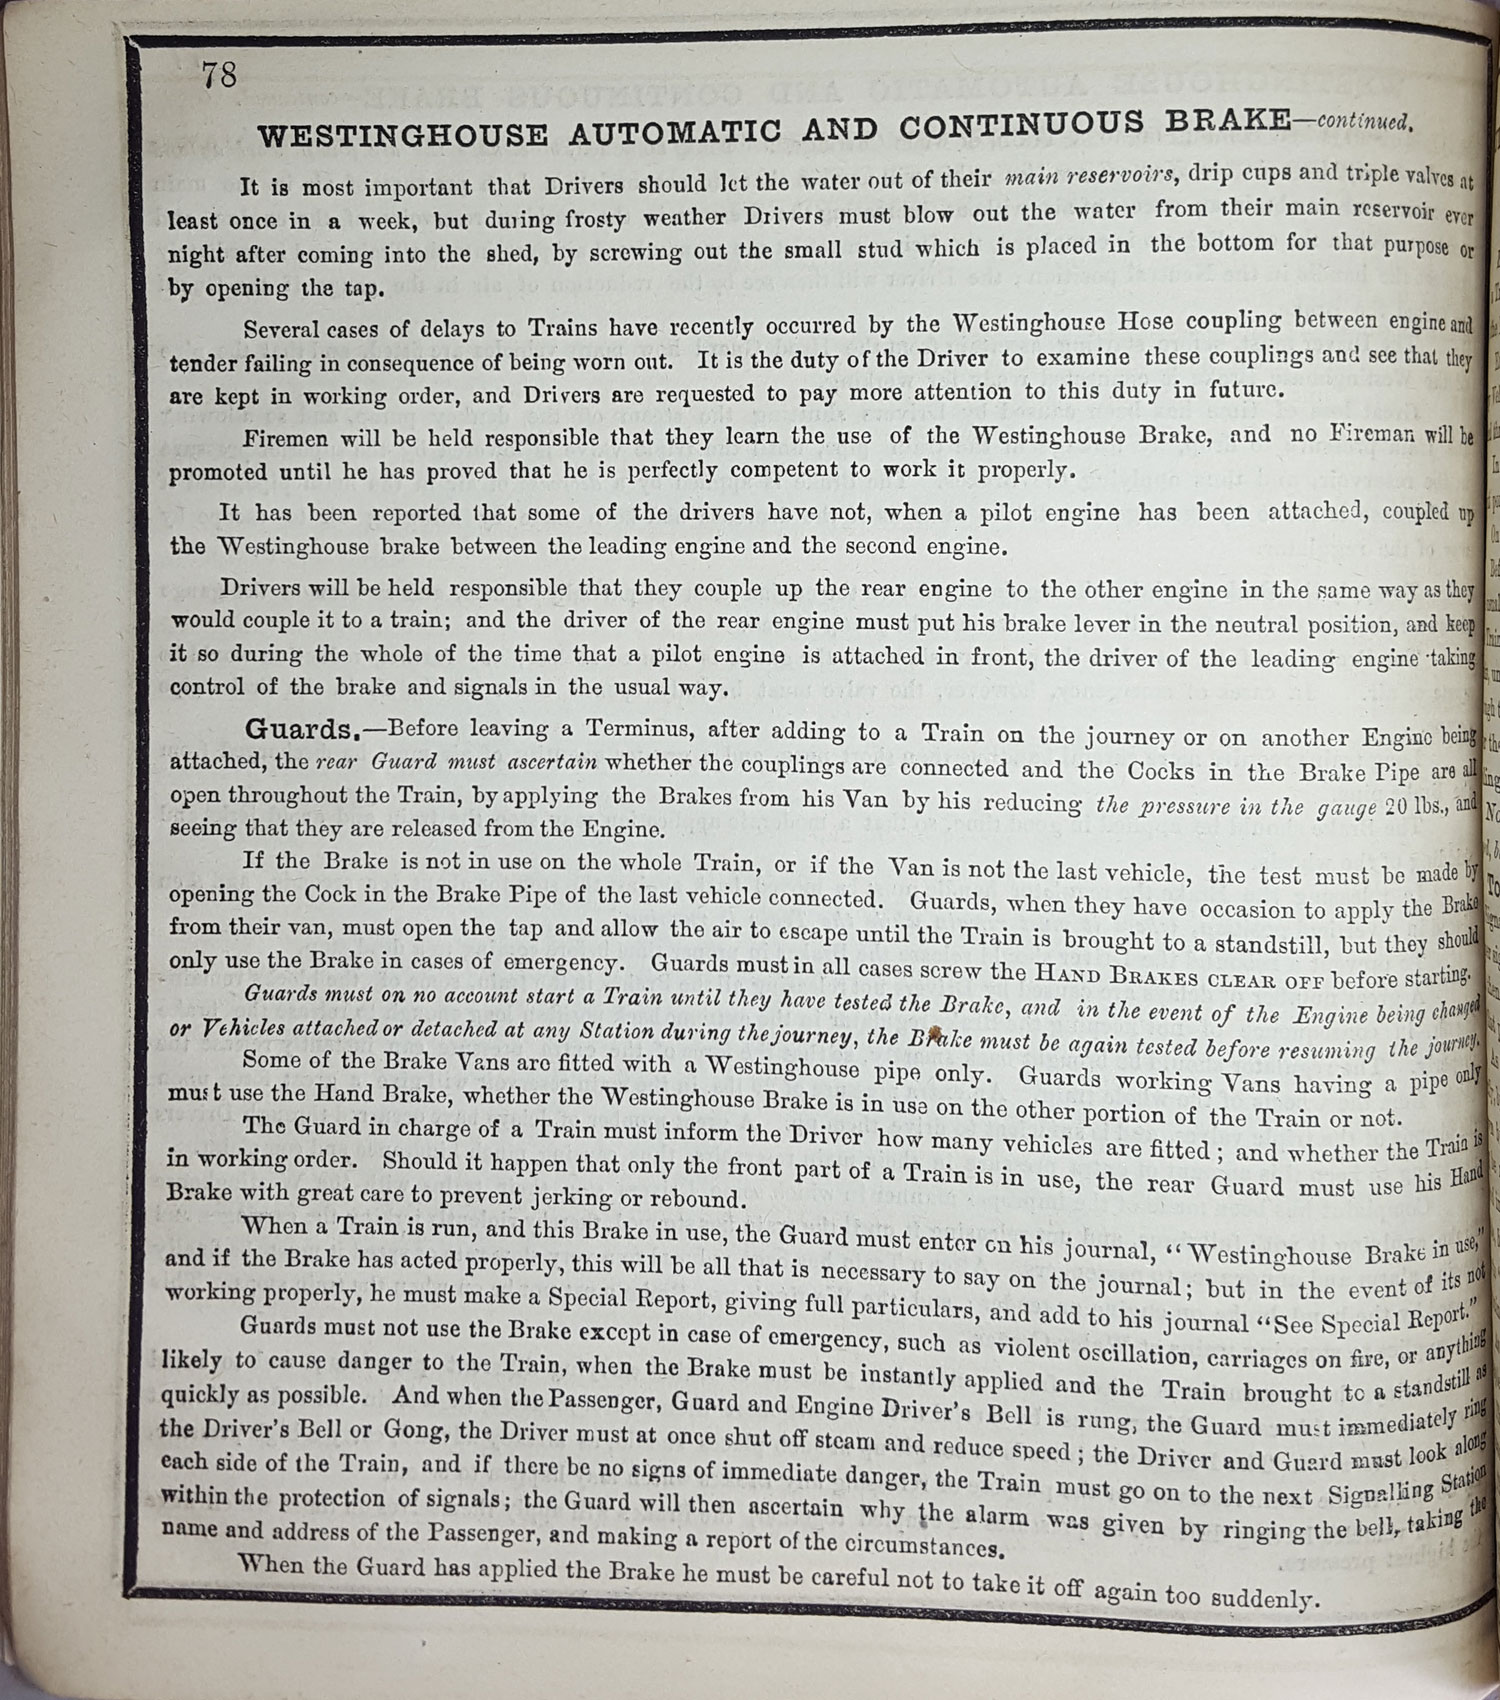 78
WESTINGHOUSE AUTOMATIC AND CONTINUOUS BRAKE—continued.
It is most important that Drivers should let the water out of their main reservoirs, drip cups and triple valves at
least once in a week, but during frosty weather Drivers must blow out the water from their main reservoir ever
night after coming into the shed, by screwing out the small stud which is placed in the bottom for that purpose or
by opening the tap.
Several cases of delays to Trains have recently occurred by the Westinghouse Hose coupling between engine and
tender failing in consequence of being worn out. It is the duty of the Driver to examine these couplings and see that they
are kept in working order, and Drivers are requested to pay more attention to this duty in future.
Firemen will be held responsible that they learn the use of the Westinghouse Brake, and no Fireman will be
promoted until he has proved that he is perfectly competent to work it properly.
It has been reported that some of the drivers have not, when a pilot engine has been attached, coupled up
the Westinghouse brake between the leading engine and the second engine.
Drivers will be held responsible that they couple up the rear engine to the other engine in the same way as they
would couple it to a train; and the driver of the rear engine must put his brake lever in the neutral position, and keep
it so during the whole of the time that a pilot engine is attached in front, the driver of the leading engine taking
control of the brake and signals in the usual way.
Guards.—Before leaving a Terminus, after adding to a Train on the journey or on another Engine being
attached, the rear Guard must ascertain whether the couplings are connected and the Cocks in the Brake Pipe are all
open throughout the Train, by applying the Brakes from his Van by his reducing the pressure in the gauge 20 lbs., and
seeing that they are released from the Engine.
If the Brake is not in use on the whole Train, or if the Van is not the last vehicle, the test must be made by
opening the Cock in the Brake Pipe of the last vehicle connected. Guards, when they have occasion to apply the Brake
from their van, must open the tap and allow the air to escape until the Train is brought to a standstill, but they should
only use the Brake in cases of emergency. Guards must in all cases screw the HAND BRAKES CLEAR OFF before starting.
Guards must on no account start a Train until they have tested the Brake, and in the event of the Engine being changed
or Vehicles attached or detached at any Station during the journey, the Brake must be again tested before resuming the journey.
Some of the Brake Vans are fitted with a Westinghouse pipe only. Guards working Vans having a pipe only
must use the Hand Brake, whether the Westinghouse Brake is in use on the other portion of the Train or not.
The Guard in charge of a Train must inform the Driver how many vehicles are fitted; and whether the Train is
in working order. Should it happen that only the front part of a Train is in use, the rear Guard must use his Hand
Brake with great care to prevent jerking or rebound.
When a Train is run, and this Brake in use, the Guard must enter on his journal, "Westinghouse Brake in use,"
and if the Brake has acted properly, this will be all that is necessary to say on the journal; but in the event of its not
working properly, he must make a Special Report, giving full particulars, and add to his journal "See Special Report."
Guards must not use the Brake except in case of emergency, such as violent oscillation, carriages on fire, or anything
likely to cause danger to the Train, when the Brake must be instantly applied and the Train brought to a standstill as
quickly as possible. And when the Passenger, Guard and Engine Driver's Bell is rung, the Guard must immediately ring
the Driver's Bell or Gong, the Driver must at once shut off steam and reduce speed; the Driver and Guard must look along
each side of the Train, and if there be no signs of immediate danger, the Train must go on to the next Signalling Station
within the protection of signals; the Guard will then ascertain why the alarm was given by ringing the bell, taking the
name and address of the Passenger, and making a report of the circumstances.
When the Guard has applied the Brake he must be careful not to take it off again too suddenly.